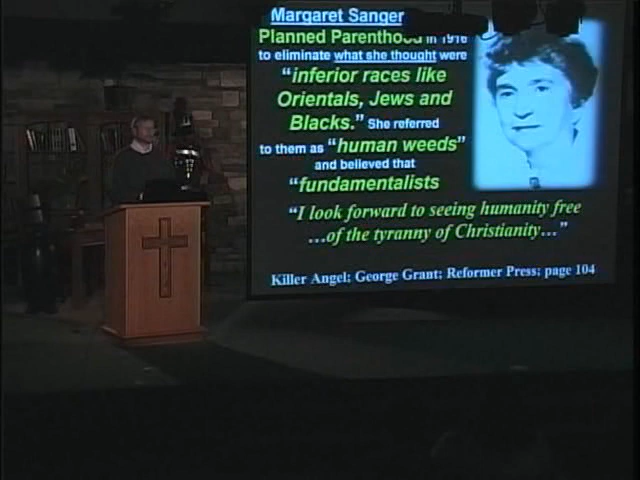 Margaret Sanger
Planned Parenthood in 1916
to eliminate what she thought were
"inferior races like
Orientals, Jews and
Blacks." She referred
to them as "human weeds"
and believed that
"fundamentalists
"I look forward to seeing humanity free
...of the tyranny of Christianity..."
Killer Angel; George Grant; Reformer Press; page 104